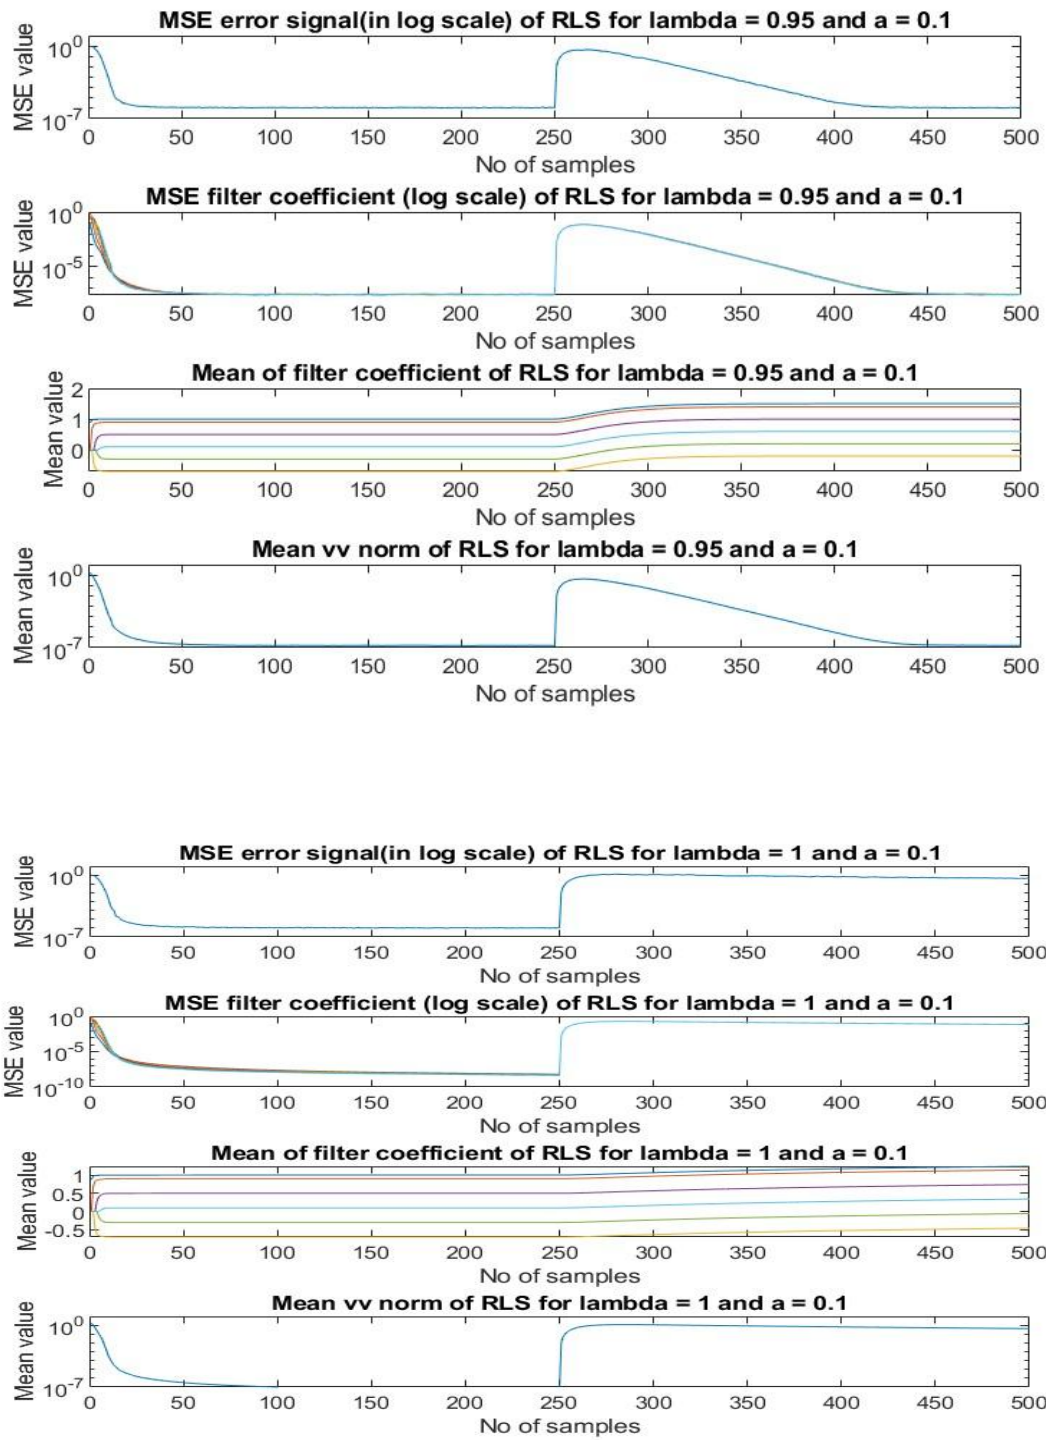 MSE error signal(in log scale) of RLS for lambda = 0.95 and a = 0.1
MSE value
10^0
10^-7
0 50 100 150 200 250 300 350 400 450 500
No of samples
MSE filter coefficient (log scale) of RLS for lambda = 0.95 and a = 0.1
MSE value
10^0
10^-5
0 50 100 150 200 250 300 350 400 450 500
No of samples
Mean of filter coefficient of RLS for lambda = 0.95 and a = 0.1
Mean value
2
1
0
0 50 100 150 200 250 300 350 400 450 500
No of samples
Mean vv norm of RLS for lambda = 0.95 and a = 0.1
Mean value
10^0
10^-7
0 50 100 150 200 250 300 350 400 450 500
No of samples
MSE error signal(in log scale) of RLS for lambda = 1 and a = 0.1
MSE value
10^0
10^-7
0 50 100 150 200 250 300 350 400 450 500
No of samples
MSE filter coefficient (log scale) of RLS for lambda = 1 and a = 0.1
MSE value
10^0
10^-5
10^-10
0 50 100 150 200 250 300 350 400 450 500
No of samples
Mean of filter coefficient of RLS for lambda = 1 and a = 0.1
Mean value
1
0.5
0
-0.5
0 50 100 150 200 250 300 350 400 450 500
No of samples
Mean vv norm of RLS for lambda = 1 and a = 0.1
Mean value
10^0
10^-7
0 50 100 150 200 250 300 350 400 450 500
No of samples